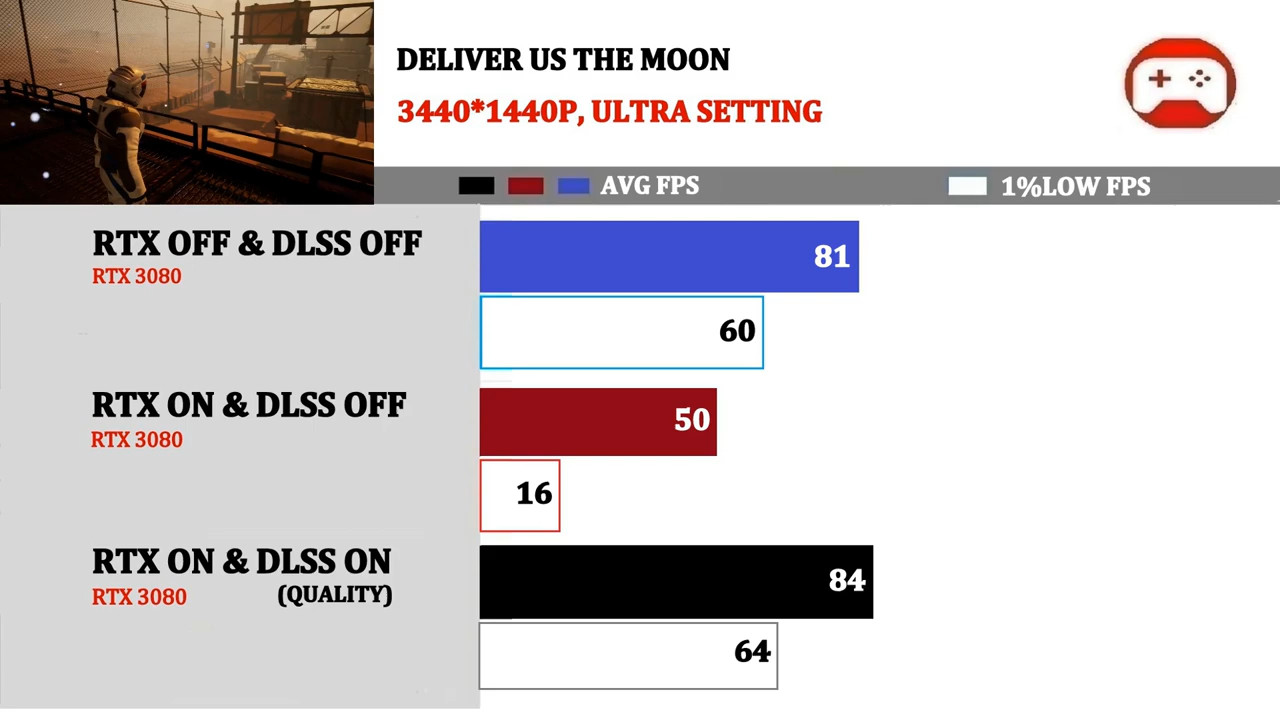 DELIVER US THE MOON
3440*1440P, ULTRA SETTING
AVG FPS
1%LOW FPS
RTX OFF & DLSS OFF
RTX 3080
81
60
RTX ON & DLSS OFF
RTX 3080
50
16
RTX ON & DLSS ON
RTX 3080 (QUALITY)
84
64